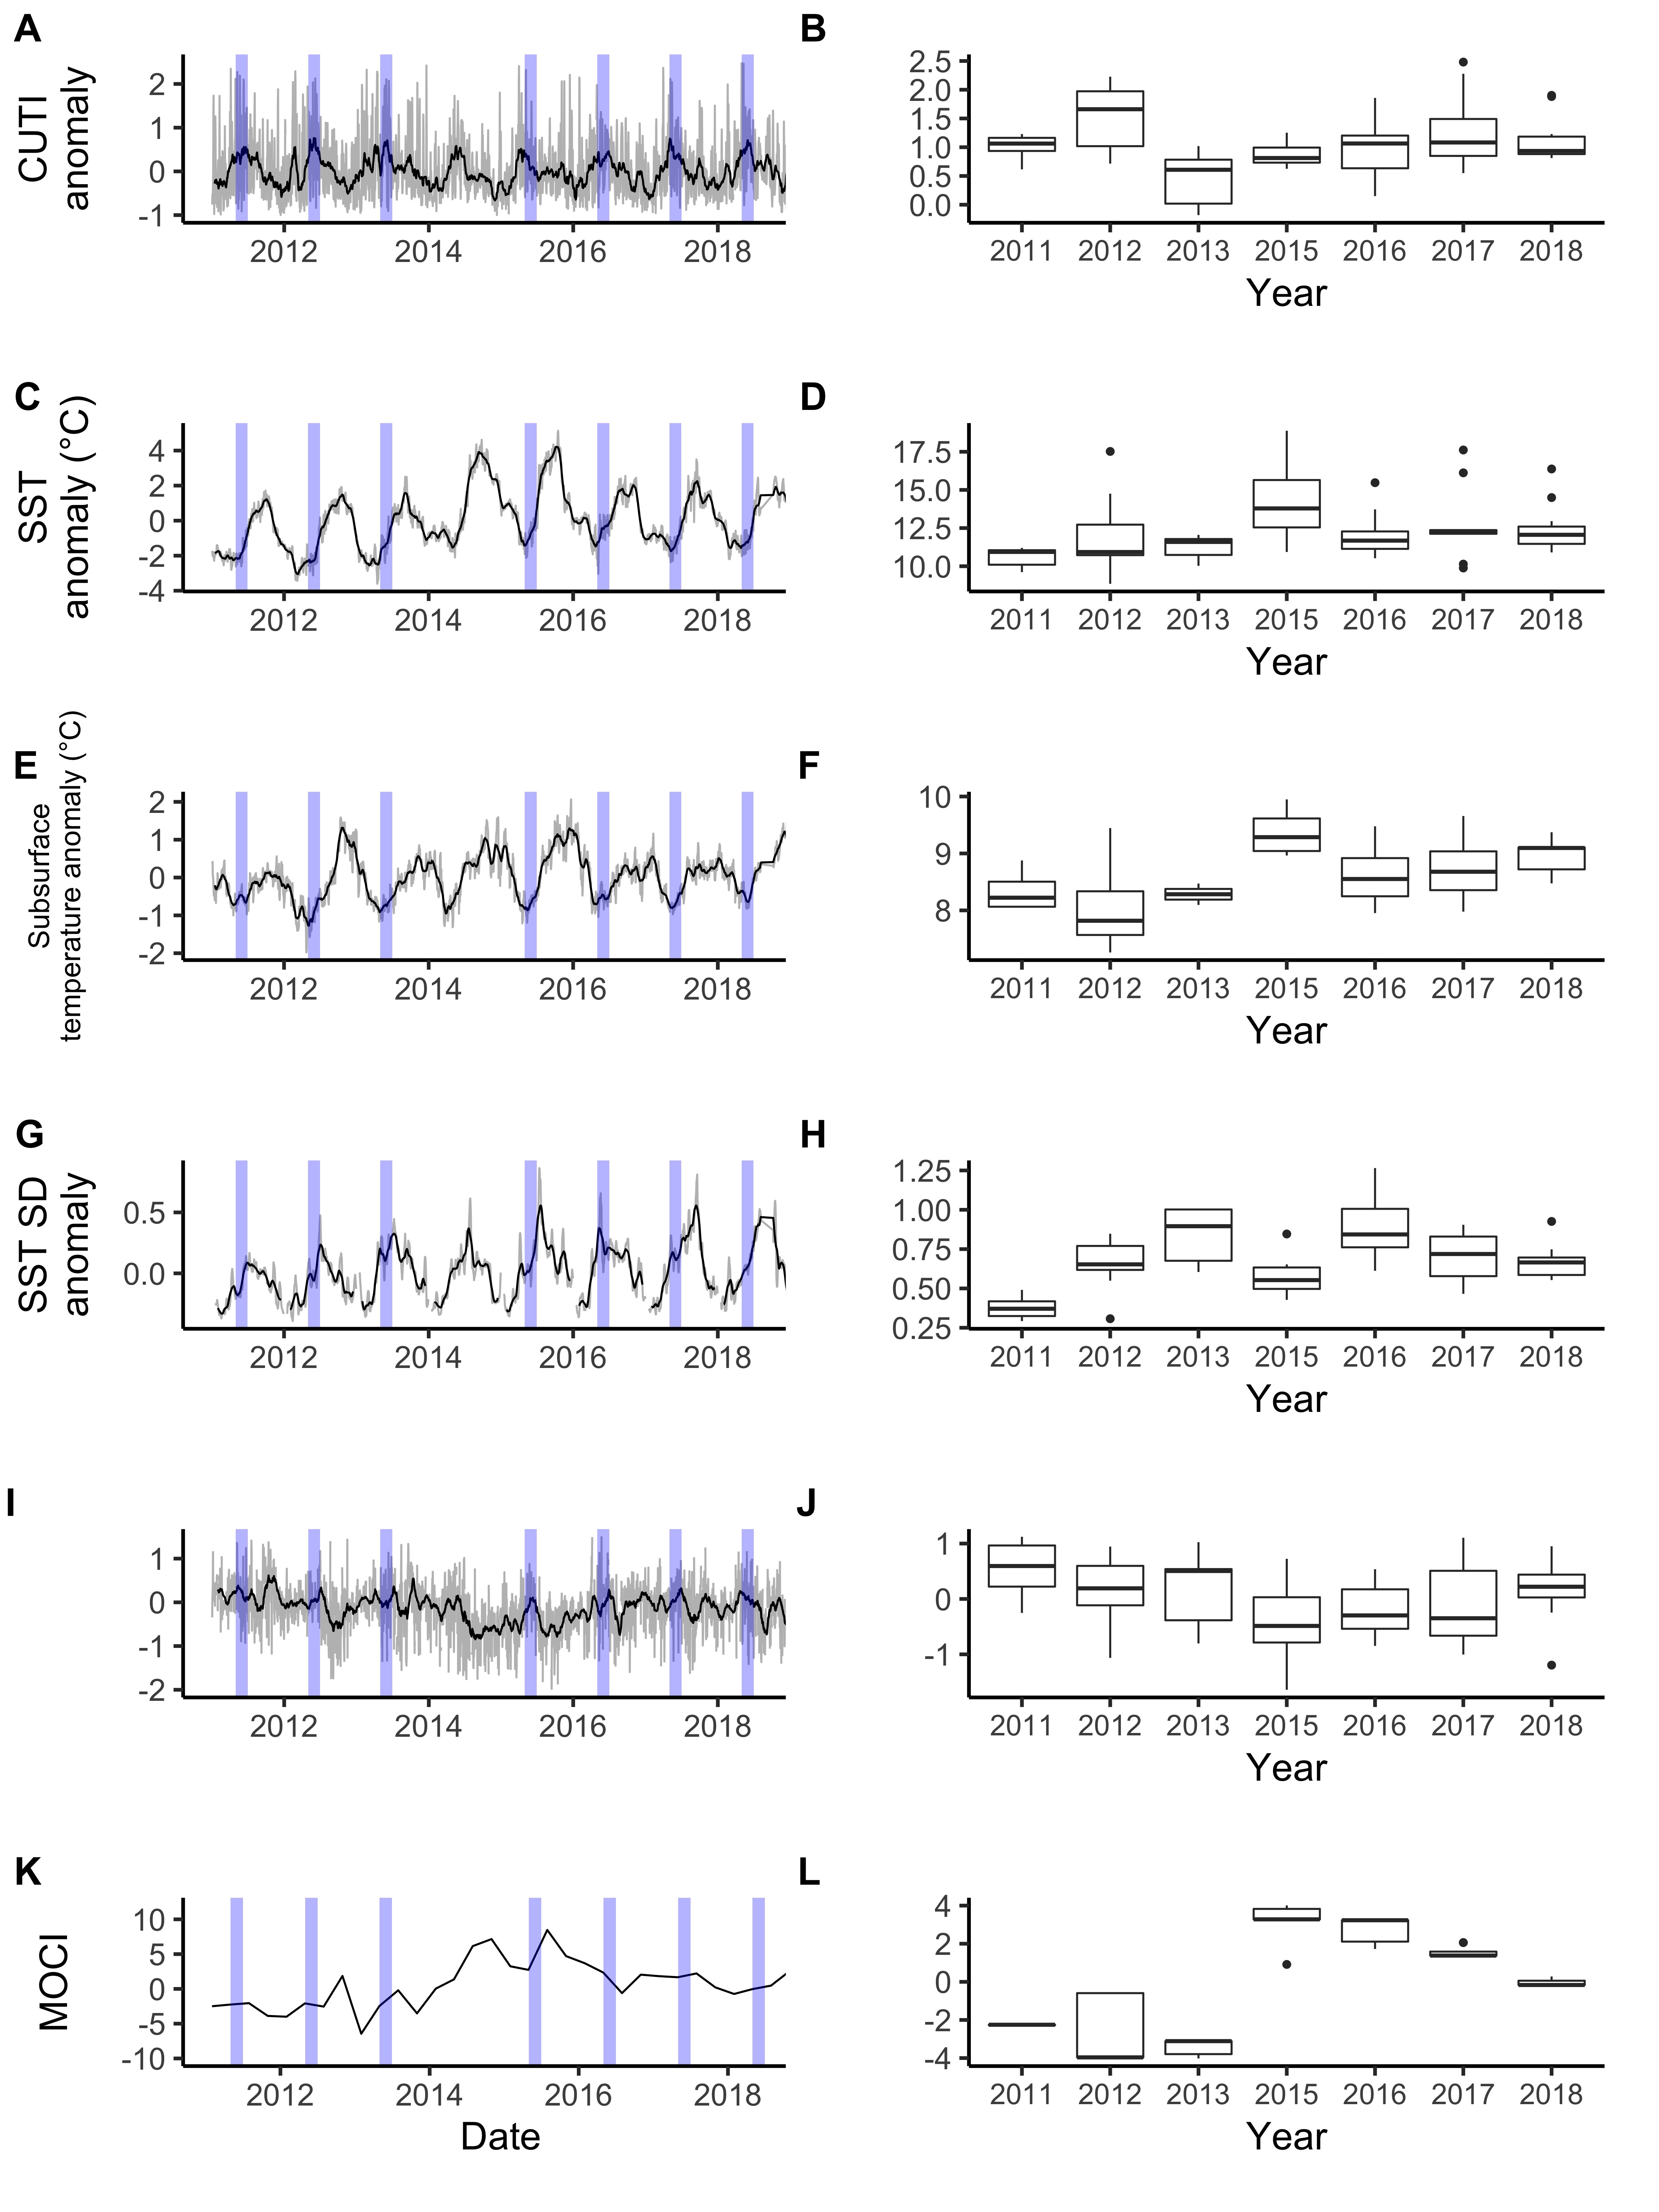 A
CUTI
anomaly
2
1
0
-1
2012 2014 2016 2018
B
2.5
2.0
1.5
1.0
0.5
0.0
2011 2012 2013 2015 2016 2017 2018
Year
C
SST
anomaly (°C)
4
2
0
-2
-4
2012 2014 2016 2018
D
17.5
15.0
12.5
10.0
2011 2012 2013 2015 2016 2017 2018
Year
E
Subsurface
temperature anomaly (°C)
2
1
0
-1
-2
2012 2014 2016 2018
F
10
9
8
2011 2012 2013 2015 2016 2017 2018
Year
G
SST SD
anomaly
0.5
0.0
2012 2014 2016 2018
H
1.25
1.00
0.75
0.50
0.25
2011 2012 2013 2015 2016 2017 2018
Year
I
1
0
-1
-2
2012 2014 2016 2018
J
1
0
-1
2011 2012 2013 2015 2016 2017 2018
Year
K
MOCI
10
5
0
-5
-10
2012 2014 2016 2018
Date
L
4
2
0
-2
-4
2011 2012 2013 2015 2016 2017 2018
Year